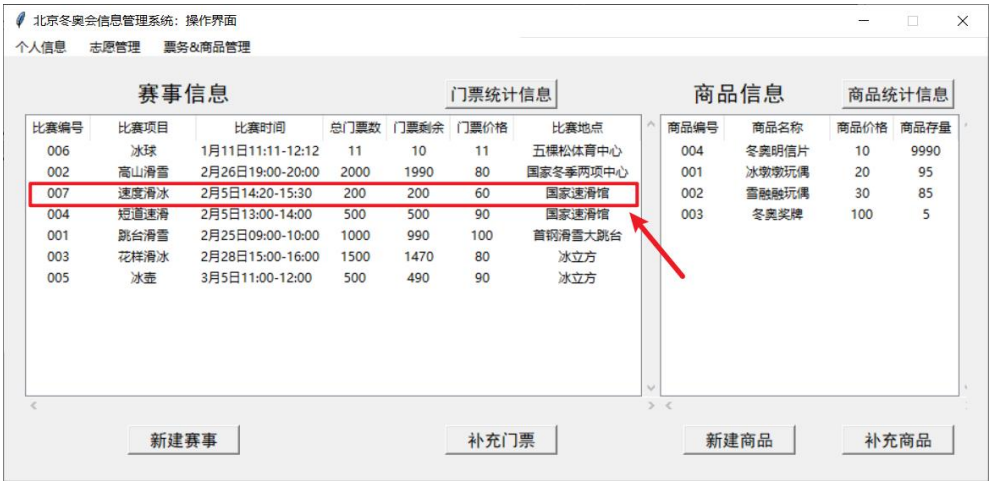 北京冬奥会信息管理系统：操作界面
个人信息 志愿管理 票务&商品管理
赛事信息 门票统计信息 商品信息 商品统计信息
比赛编号 比赛项目 比赛时间 总门票数 门票剩余 门票价格 比赛地点 商品编号 商品名称 商品价格 商品存量
006 冰球 1月11日11:11-12:12 11 10 11 五棵松体育中心 004 冬奥明信片 10 9990
002 高山滑雪 2月26日19:00-20:00 2000 1990 80 国家冬季两项中心 001 冰墩墩玩偶 20 95
007 速度滑冰 2月5日14:20-15:30 200 200 60 国家速滑馆 002 雪融融玩偶 30 85
004 短道速滑 2月5日13:00-14:00 500 500 90 国家速滑馆 003 冬奥奖牌 100 5
001 跳台滑雪 2月25日09:00-10:00 1000 990 100 首钢滑雪大跳台
003 花样滑冰 2月28日15:00-16:00 1500 1470 80 冰立方
005 冰壶 3月5日11:00-12:00 500 490 90 冰立方
新建赛事 补充门票 新建商品 补充商品